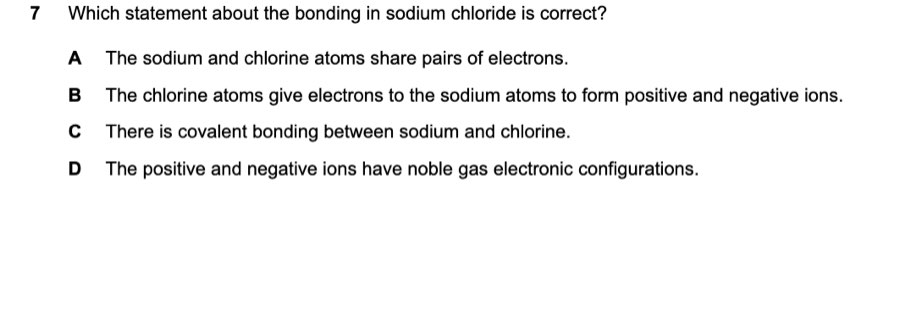 7 Which statement about the bonding in sodium chloride is correct?
A The sodium and chlorine atoms share pairs of electrons.
B The chlorine atoms give electrons to the sodium atoms to form positive and negative ions.
C There is covalent bonding between sodium and chlorine.
D The positive and negative ions have noble gas electronic configurations.